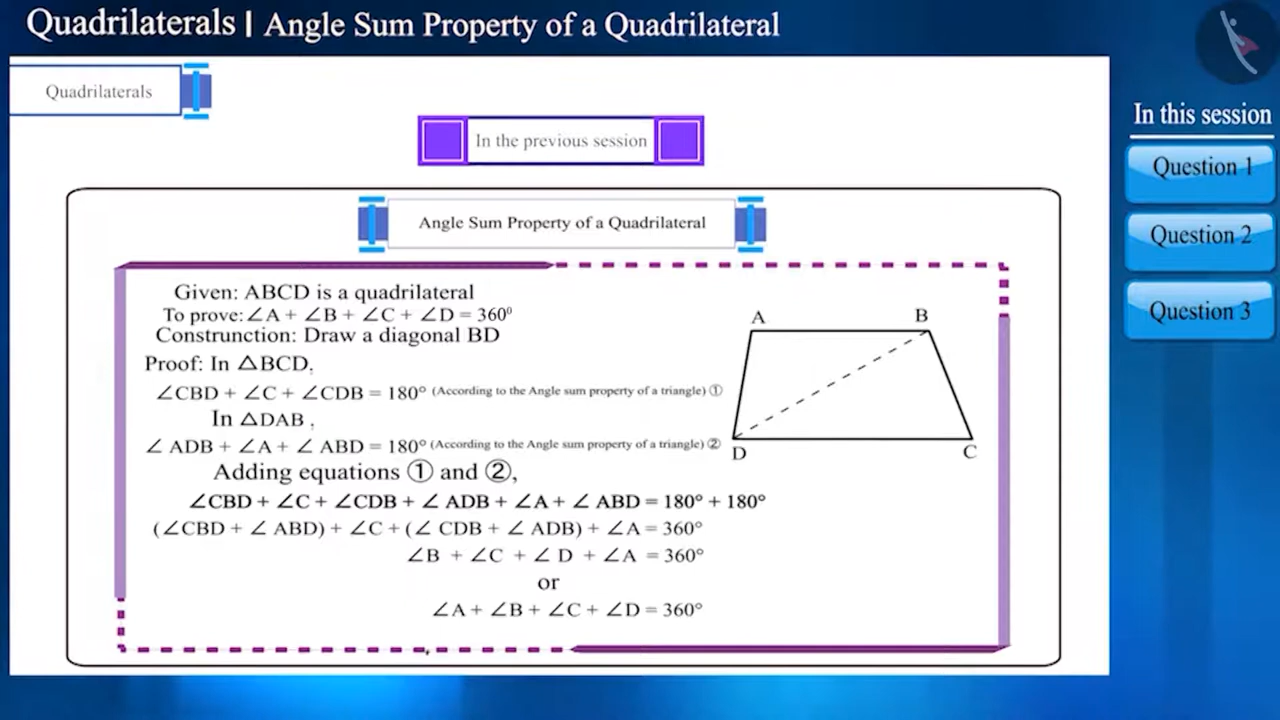 Quadrilaterals | Angle Sum Property of a Quadrilateral
Quadrilaterals
In the previous session
In this session
Question 1
Question 2
Question 3
Angle Sum Property of a Quadrilateral
Given: ABCD is a quadrilateral
To prove: ∠A + ∠B + ∠C + ∠D = 360⁰
Construnction: Draw a diagonal BD
Proof: In △BCD,
∠CBD + ∠C + ∠CDB = 180° (According to the Angle sum property of a triangle) ①
In △DAB ,
∠ ADB + ∠A + ∠ ABD = 180° (According to the Angle sum property of a triangle) ②
Adding equations ① and ②,
∠CBD + ∠C + ∠CDB + ∠ ADB + ∠A + ∠ ABD = 180° + 180°
(∠CBD + ∠ ABD) + ∠C + (∠ CDB + ∠ ADB) + ∠A = 360°
∠B + ∠C + ∠ D + ∠A = 360°
or
∠A + ∠B + ∠C + ∠D = 360°
A B
D C